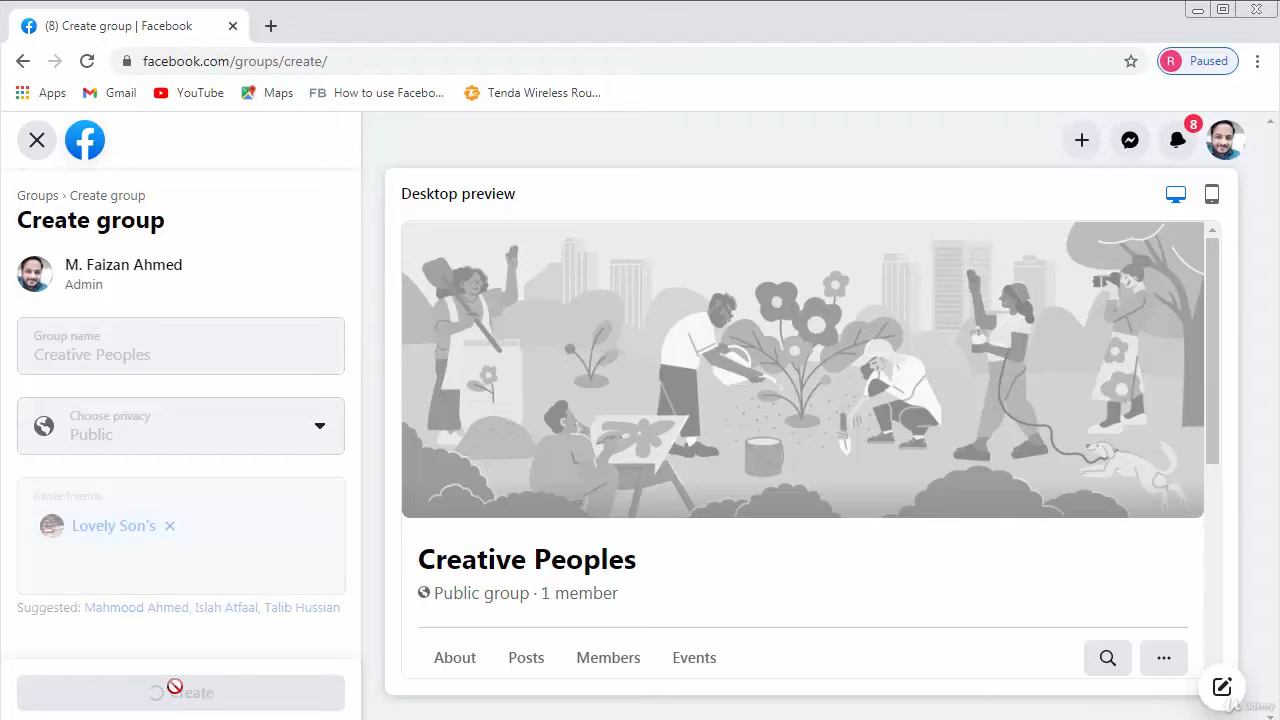 (8) Create group | Facebook
facebook.com/groups/create/
R Paused
Apps Gmail YouTube Maps FB How to use Facebo... Tenda Wireless Rou...
8
Groups › Create group
Create group
M. Faizan Ahmed
Admin
Group name
Creative Peoples
Choose privacy
Public
Invite friends
Lovely Son's
Suggested: Mahmood Ahmed, Islah Atfaal, Talib Hussian
Create
Desktop preview
Creative Peoples
Public group · 1 member
About Posts Members Events
Udemy